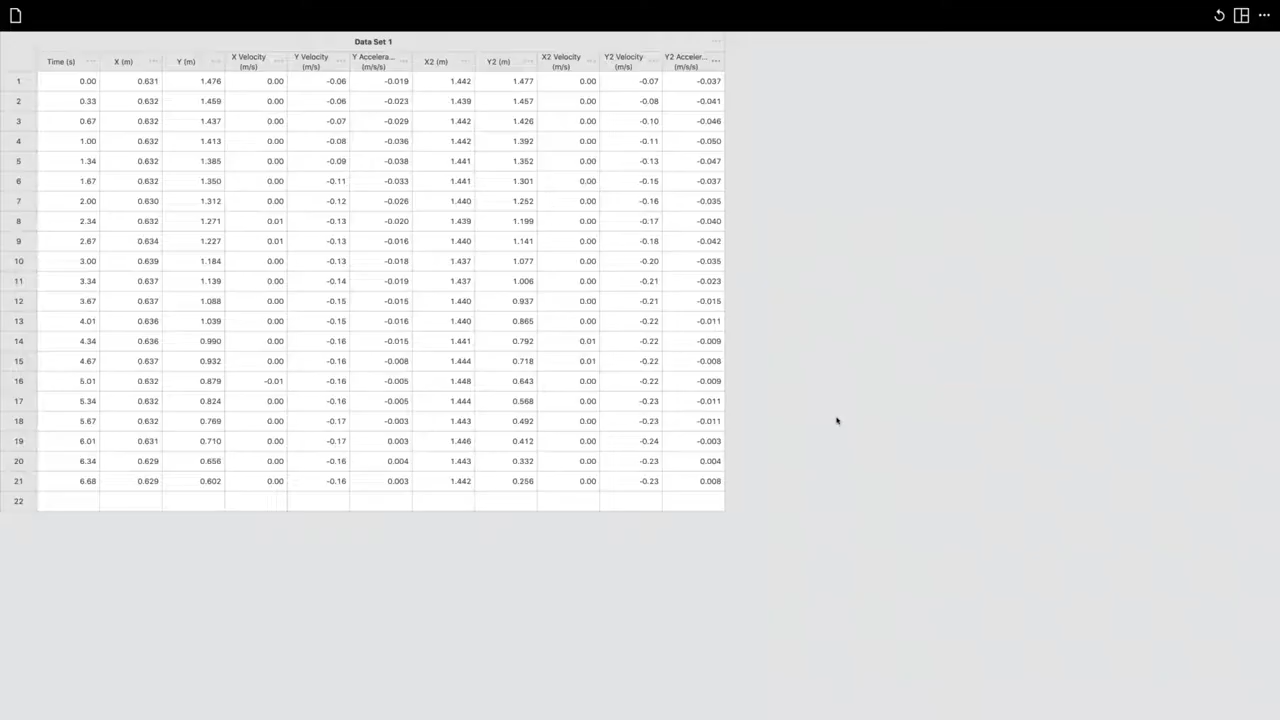 Data Set 1
Time (s) X (m) Y (m) X Velocity (m/s) Y Velocity (m/s) Y Accelera... (m/s/s) X2 (m) Y2 (m) X2 Velocity (m/s) Y2 Velocity (m/s) Y2 Acceler... (m/s/s)
1 0.00 0.631 1.476 0.00 -0.06 -0.019 1.442 1.477 0.00 -0.07 -0.037
2 0.33 0.632 1.459 0.00 -0.06 -0.023 1.439 1.457 0.00 -0.08 -0.041
3 0.67 0.632 1.437 0.00 -0.07 -0.029 1.442 1.426 0.00 -0.10 -0.046
4 1.00 0.632 1.413 0.00 -0.08 -0.036 1.442 1.392 0.00 -0.11 -0.050
5 1.34 0.632 1.385 0.00 -0.09 -0.038 1.441 1.352 0.00 -0.13 -0.047
6 1.67 0.632 1.350 0.00 -0.11 -0.033 1.441 1.301 0.00 -0.15 -0.037
7 2.00 0.630 1.312 0.00 -0.12 -0.026 1.440 1.252 0.00 -0.16 -0.035
8 2.34 0.632 1.271 0.01 -0.13 -0.020 1.439 1.199 0.00 -0.17 -0.040
9 2.67 0.634 1.227 0.01 -0.13 -0.016 1.440 1.141 0.00 -0.18 -0.042
10 3.00 0.639 1.184 0.00 -0.13 -0.018 1.437 1.077 0.00 -0.20 -0.035
11 3.34 0.637 1.139 0.00 -0.14 -0.019 1.437 1.006 0.00 -0.21 -0.023
12 3.67 0.637 1.088 0.00 -0.15 -0.015 1.440 0.937 0.00 -0.21 -0.015
13 4.01 0.636 1.039 0.00 -0.15 -0.016 1.440 0.865 0.00 -0.22 -0.011
14 4.34 0.636 0.990 0.00 -0.16 -0.015 1.441 0.792 0.01 -0.22 -0.009
15 4.67 0.637 0.932 0.00 -0.16 -0.008 1.444 0.718 0.01 -0.22 -0.008
16 5.01 0.632 0.879 -0.01 -0.16 -0.005 1.448 0.643 0.00 -0.22 -0.009
17 5.34 0.632 0.824 0.00 -0.16 -0.005 1.444 0.568 0.00 -0.23 -0.011
18 5.67 0.632 0.769 0.00 -0.17 -0.003 1.443 0.492 0.00 -0.23 -0.011
19 6.01 0.631 0.710 0.00 -0.17 0.003 1.446 0.412 0.00 -0.24 -0.003
20 6.34 0.629 0.656 0.00 -0.16 0.004 1.443 0.332 0.00 -0.23 0.004
21 6.68 0.629 0.602 0.00 -0.16 0.003 1.442 0.256 0.00 -0.23 0.008
22